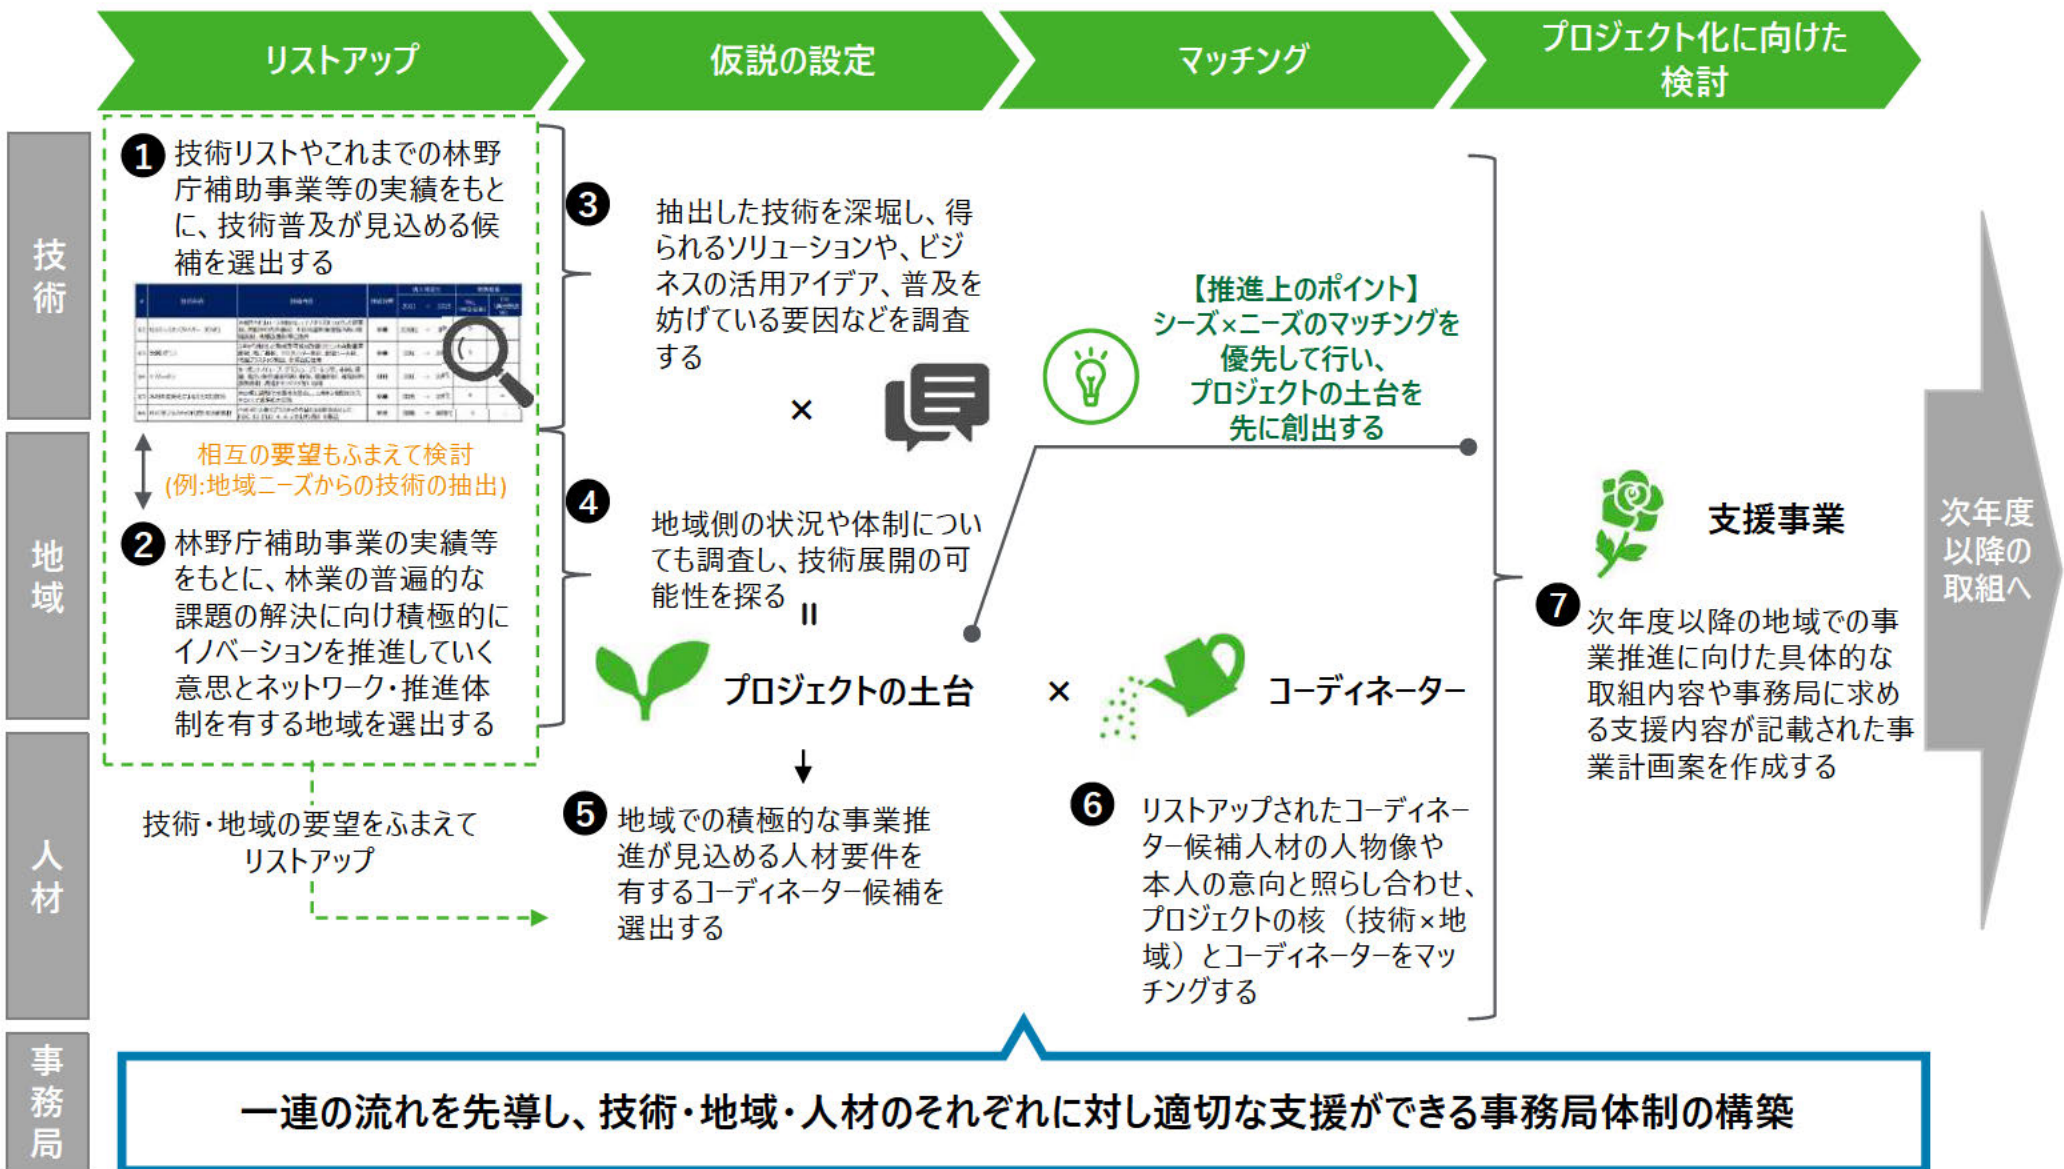 リストアップ
仮説の設定
マッチング
プロジェクト化に向けた
検討
技術
❶
技術リストやこれまでの林野
庁補助事業等の実績をもと
に、技術普及が見込める候
補を選出する
相互の要望もふまえて検討
(例:地域ニーズからの技術の抽出)
地域
❷
林野庁補助事業の実績等
をもとに、林業の普遍的な
課題の解決に向け積極的に
イノベーションを推進していく
意思とネットワーク・推進体
制を有する地域を選出する
人材
技術・地域の要望をふまえて
リストアップ
❸
抽出した技術を深堀し、得
られるソリューションや、ビジ
ネスの活用アイデア、普及を
妨げている要因などを調査
する
×
❹
地域側の状況や体制につい
ても調査し、技術展開の可
能性を探る
=
プロジェクトの土台
×
コーディネーター
❺
地域での積極的な事業推
進が見込める人材要件を
有するコーディネーター候補を
選出する
【推進上のポイント】
シーズ×ニーズのマッチングを
優先して行い、
プロジェクトの土台を
先に創出する
❻
リストアップされたコーディネー
ター候補人材の人物像や
本人の意向と照らし合わせ、
プロジェクトの核（技術×地
域）とコーディネーターをマッ
チングする
支援事業
❼
次年度以降の地域での事
業推進に向けた具体的な
取組内容や事務局に求め
る支援内容が記載された事
業計画案を作成する
次年度
以降の
取組へ
事務局
一連の流れを先導し、技術・地域・人材のそれぞれに対し適切な支援ができる事務局体制の構築